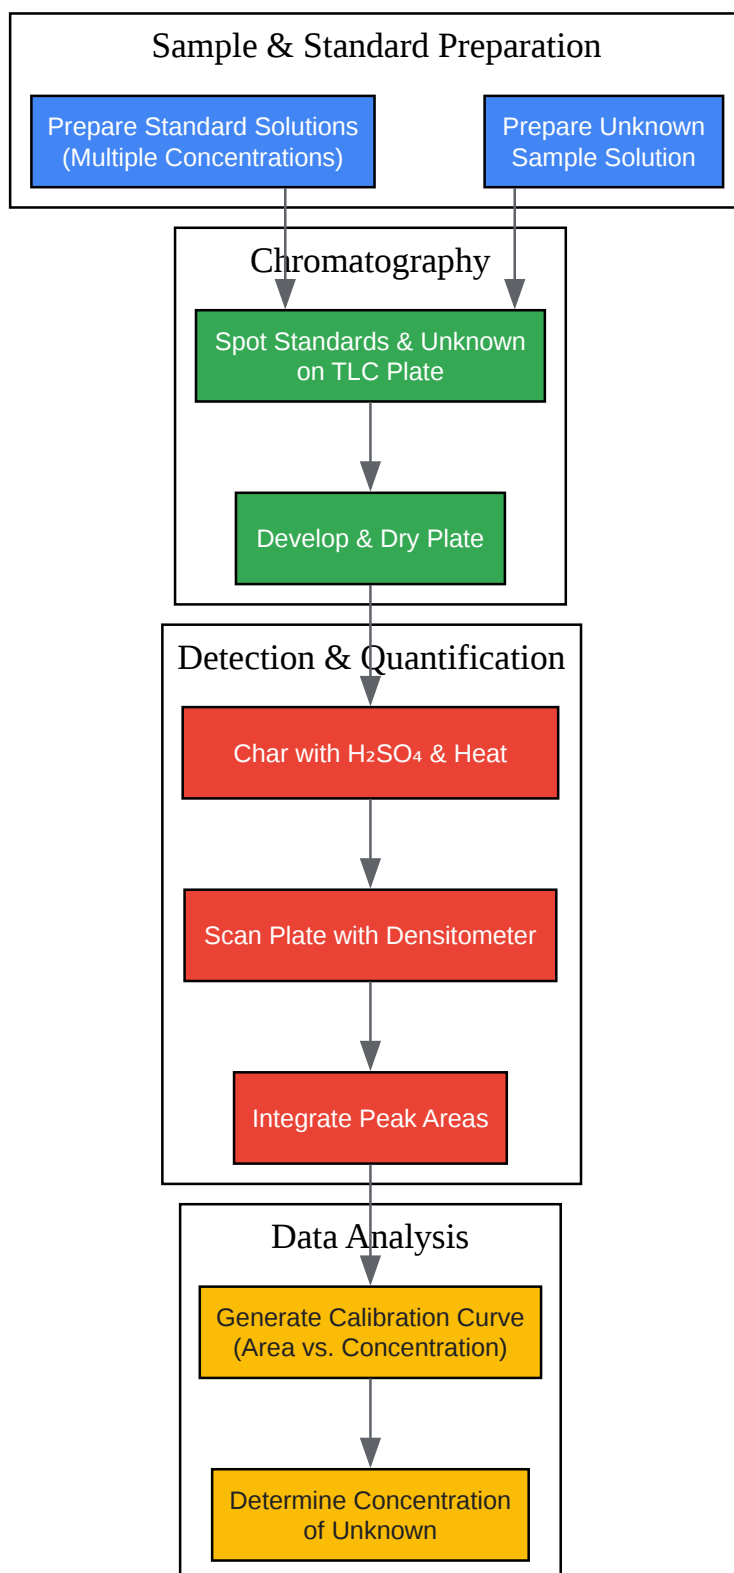 Sample & Standard Preparation
Prepare Standard Solutions
(Multiple Concentrations)
Prepare Unknown
Sample Solution
Chromatography
Spot Standards & Unknown
on TLC Plate
Develop & Dry Plate
Detection & Quantification
Char with H₂SO₄ & Heat
Scan Plate with Densitometer
Integrate Peak Areas
Data Analysis
Generate Calibration Curve
(Area vs. Concentration)
Determine Concentration
of Unknown